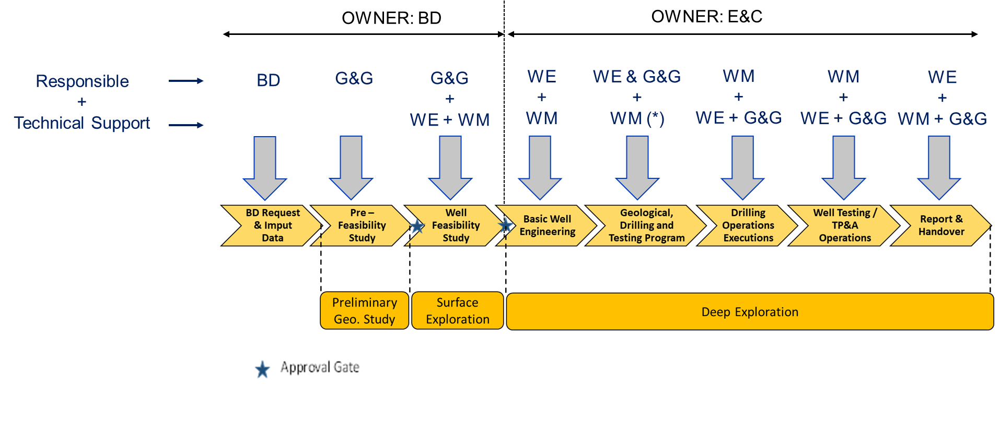 OWNER: BD
OWNER: E&C
Responsible
+
Technical Support
BD
G&G
G&G
+
WE + WM
WE
+
WM
WE & G&G
+
WM (*)
WM
+
WE + G&G
WM
+
WE + G&G
WE
+
WM + G&G
BD Request
& Imput
Data
Pre –
Feasibility
Study
Well
Feasibility
Study
Basic Well
Engineering
Geological,
Drilling and
Testing Program
Drilling
Operations
Executions
Well Testing /
TP&A
Operations
Report &
Handover
Preliminary
Geo. Study
Surface
Exploration
Deep Exploration
Approval Gate